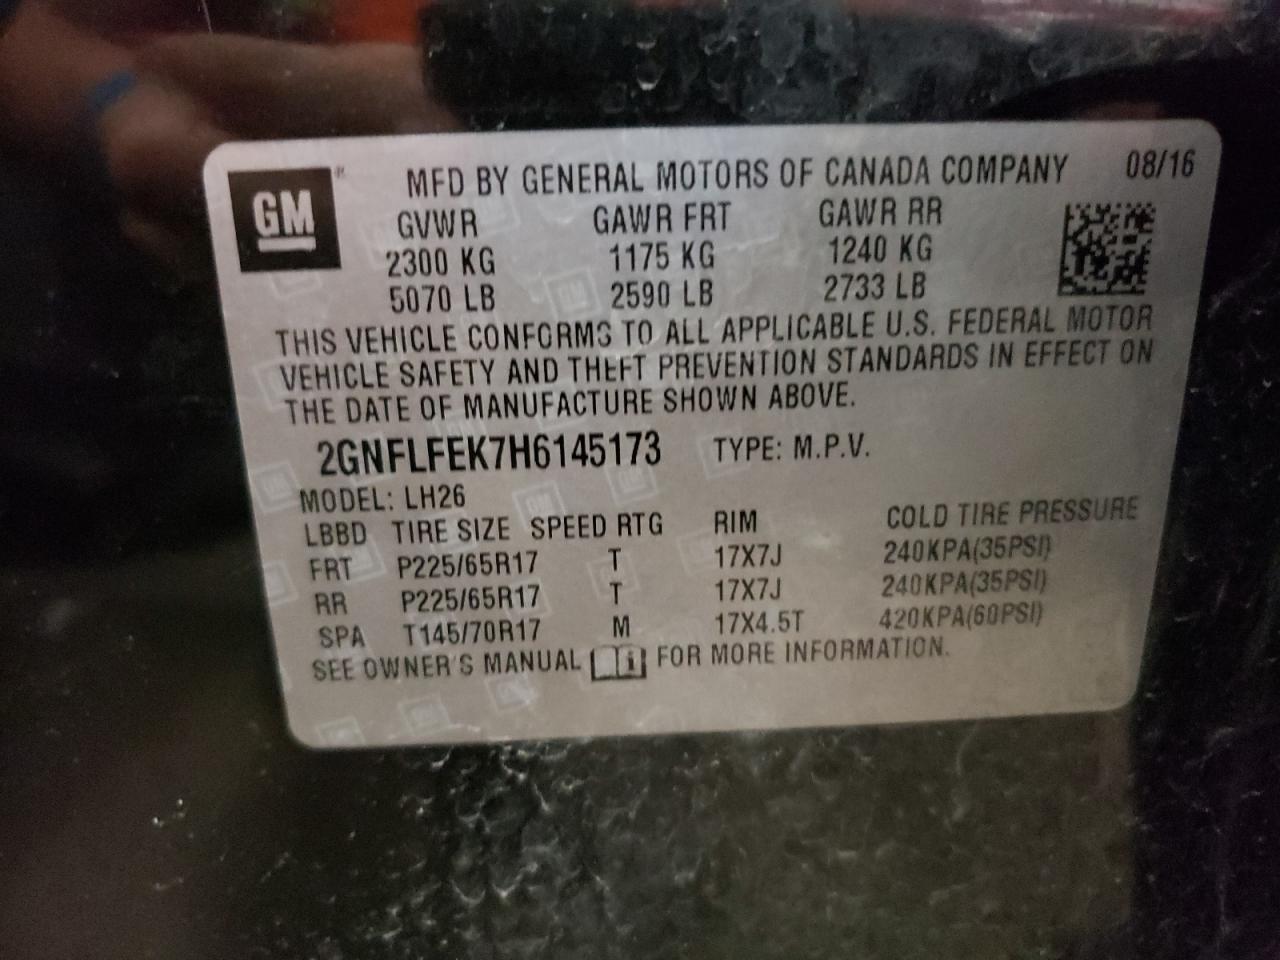 GM MFD BY GENERAL MOTORS OF CANADA COMPANY 08/16
GVWR GAWR FRT GAWR RR
2300 KG 1175 KG 1240 KG
5070 LB 2590 LB 2733 LB
THIS VEHICLE CONFORMS TO ALL APPLICABLE U.S. FEDERAL MOTOR
VEHICLE SAFETY AND THEFT PREVENTION STANDARDS IN EFFECT ON
THE DATE OF MANUFACTURE SHOWN ABOVE.
2GNFLFEK7H6145173 TYPE: M.P.V.
MODEL: LH26
LBBD TIRE SIZE SPEED RTG RIM COLD TIRE PRESSURE
FRT P225/65R17 T 17X7J 240KPA(35PSI)
RR P225/65R17 T 17X7J 240KPA(35PSI)
SPA T145/70R17 M 17X4.5T 420KPA(60PSI)
SEE OWNER'S MANUAL FOR MORE INFORMATION.